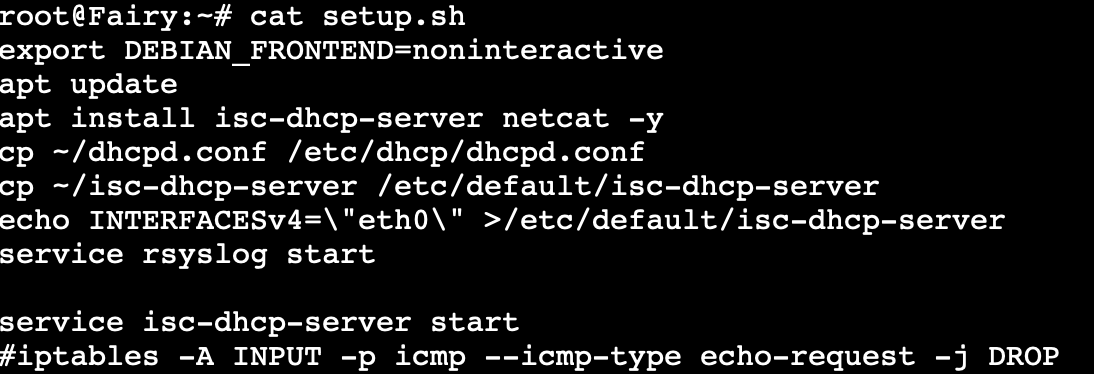 root@Fairy:~# cat setup.sh
export DEBIAN_FRONTEND=noninteractive
apt update
apt install isc-dhcp-server netcat -y
cp ~/dhcpd.conf /etc/dhcp/dhcpd.conf
cp ~/isc-dhcp-server /etc/default/isc-dhcp-server
echo INTERFACESv4=\"eth0\" >/etc/default/isc-dhcp-server
service rsyslog start
service isc-dhcp-server start
#iptables -A INPUT -p icmp --icmp-type echo-request -j DROP